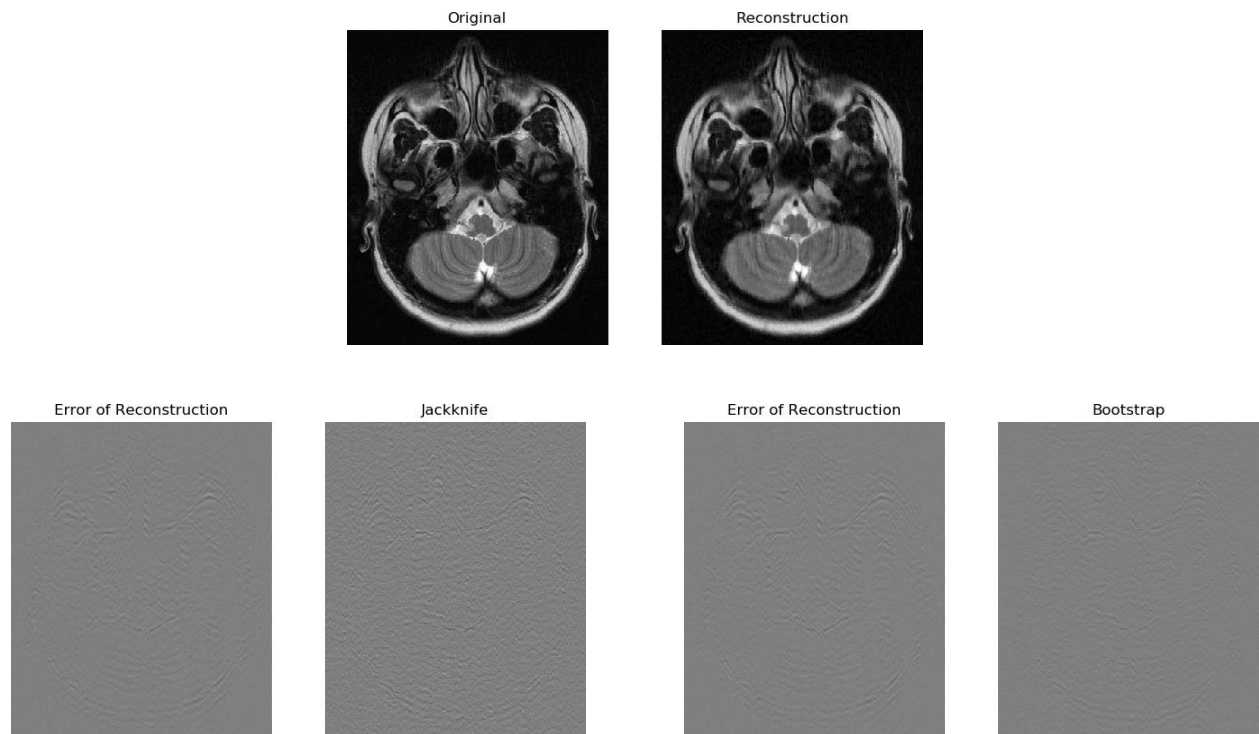 Original
Reconstruction
Error of Reconstruction
Jackknife
Error of Reconstruction
Bootstrap